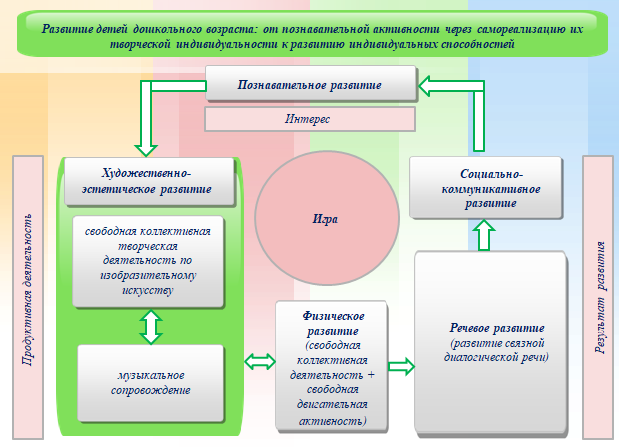 Развитие детей дошкольного возраста: от познавательной активности через самореализацию их
творческой индивидуальности к развитию индивидуальных способностей
Познавательное развитие
Интерес
Продуктивная деятельность
Художественно-
эстетическое развитие
свободная коллективная
творческая
деятельность по
изобразительному
искусству
музыкальное
сопровождение
Игра
Физическое
развитие
(свободная
коллективная
деятельность +
свободная
двигательная
активность)
Социально-
коммуникативное
развитие
Речевое развитие
(развитие связной
диалогической речи)
Результат развития